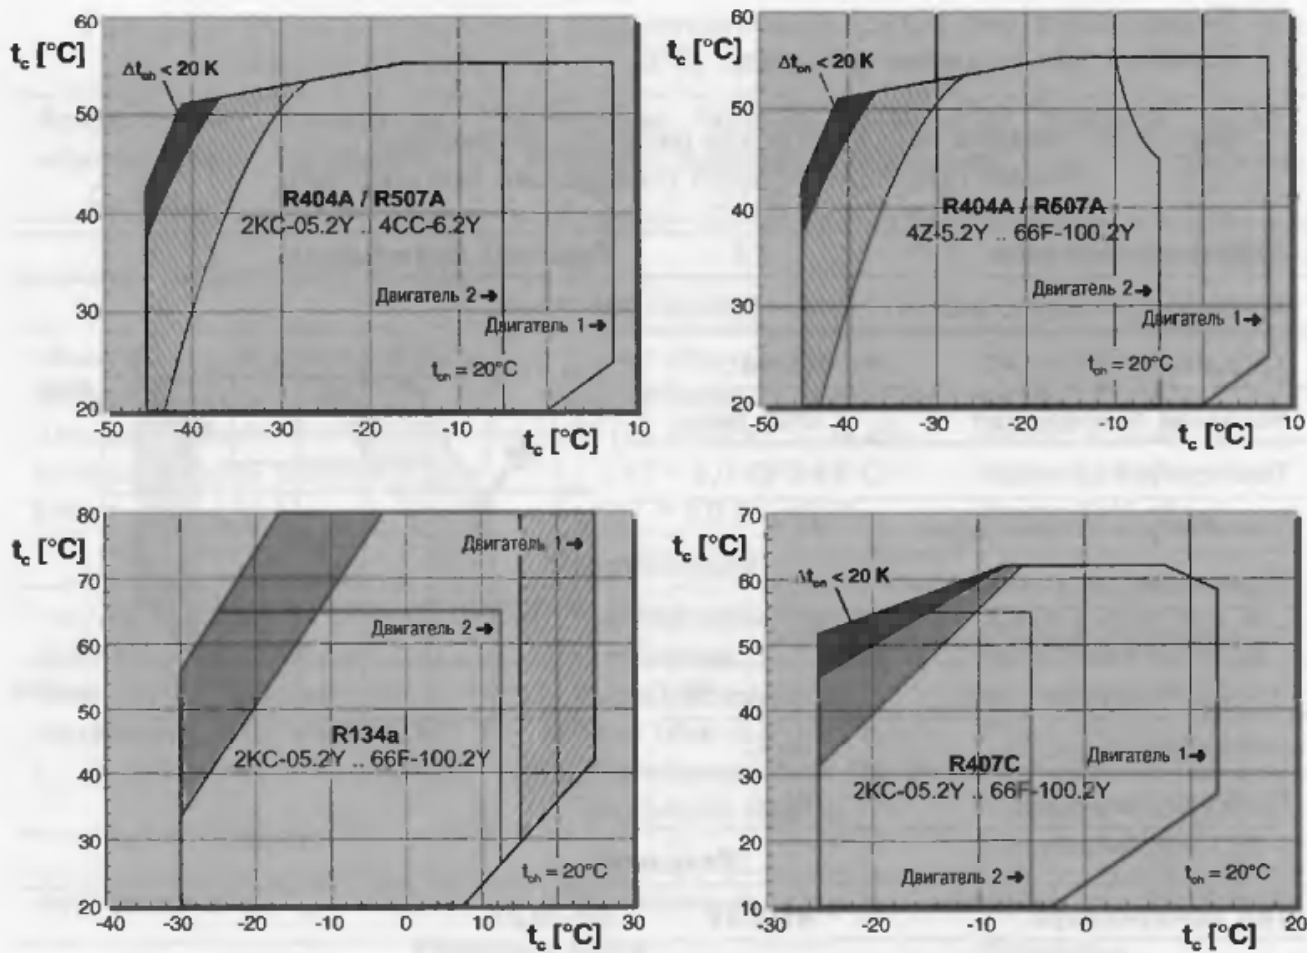 60
t_c [°C]
Δt_oh < 20 K
50
40
30
20
R404A / R507A
2KC-05.2Y .. 4CC-6.2Y
Двигатель 2 →
Двигатель 1 →
t_oh = 20°C
-50 -40 -30 -20 -10 0 10
t_c [°C]
60
t_c [°C]
Δt_oh < 20 K
50
40
30
20
R404A / R507A
4Z-5.2Y .. 66F-100.2Y
Двигатель 2 →
Двигатель 1 →
t_oh = 20°C
-50 -40 -30 -20 -10 0 10
t_c [°C]
80
t_c [°C]
70
60
50
40
30
20
Двигатель 1 →
Двигатель 2 →
R134a
2KC-05.2Y .. 66F-100.2Y
t_oh = 20°C
-40 -30 -20 -10 0 10 20 30
t_c [°C]
70
t_c [°C]
Δt_oh < 20 K
60
50
40
30
20
10
Двигатель 1 →
R407C
2KC-05.2Y .. 66F-100.2Y
Двигатель 2 →
t_oh = 20°C
-30 -20 -10 0 10 20
t_c [°C]